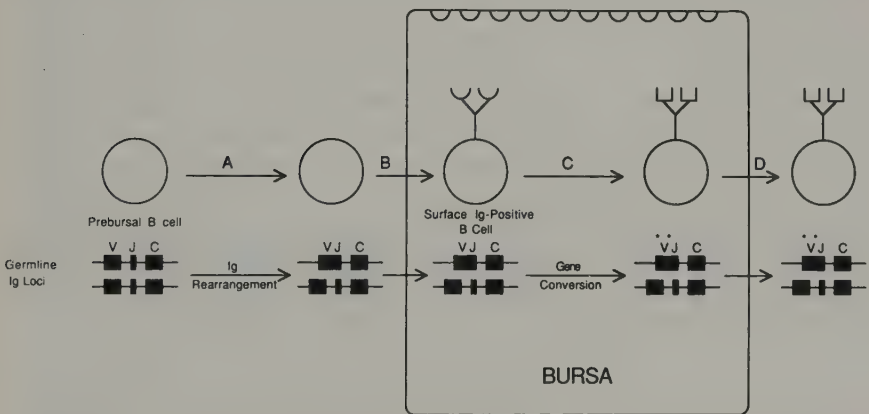 A
B
C
D
Prebursal B cell
Surface Ig-Positive
B Cell
Germline
Ig Loci
V J C
Ig
Rearrangement
V J C
V J C
Gene
Conversion
V J C
V J C
BURSA